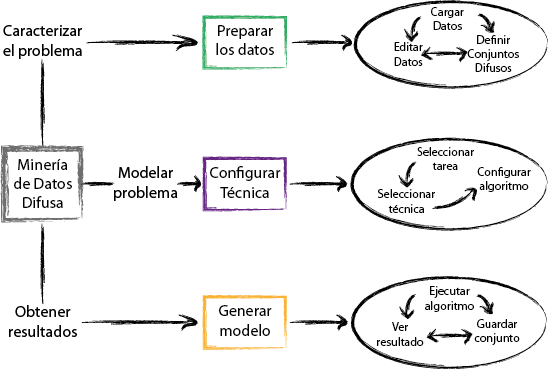 Caracterizar
el problema
Preparar
los datos
Cargar
Datos
Editar
Datos
Definir
Conjuntos
Difusos
Minería
de Datos
Difusa
Modelar
problema
Configurar
Técnica
Seleccionar
tarea
Seleccionar
técnica
Configurar
algoritmo
Obtener
resultados
Generar
modelo
Ejecutar
algoritmo
Ver
resultado
Guardar
conjunto